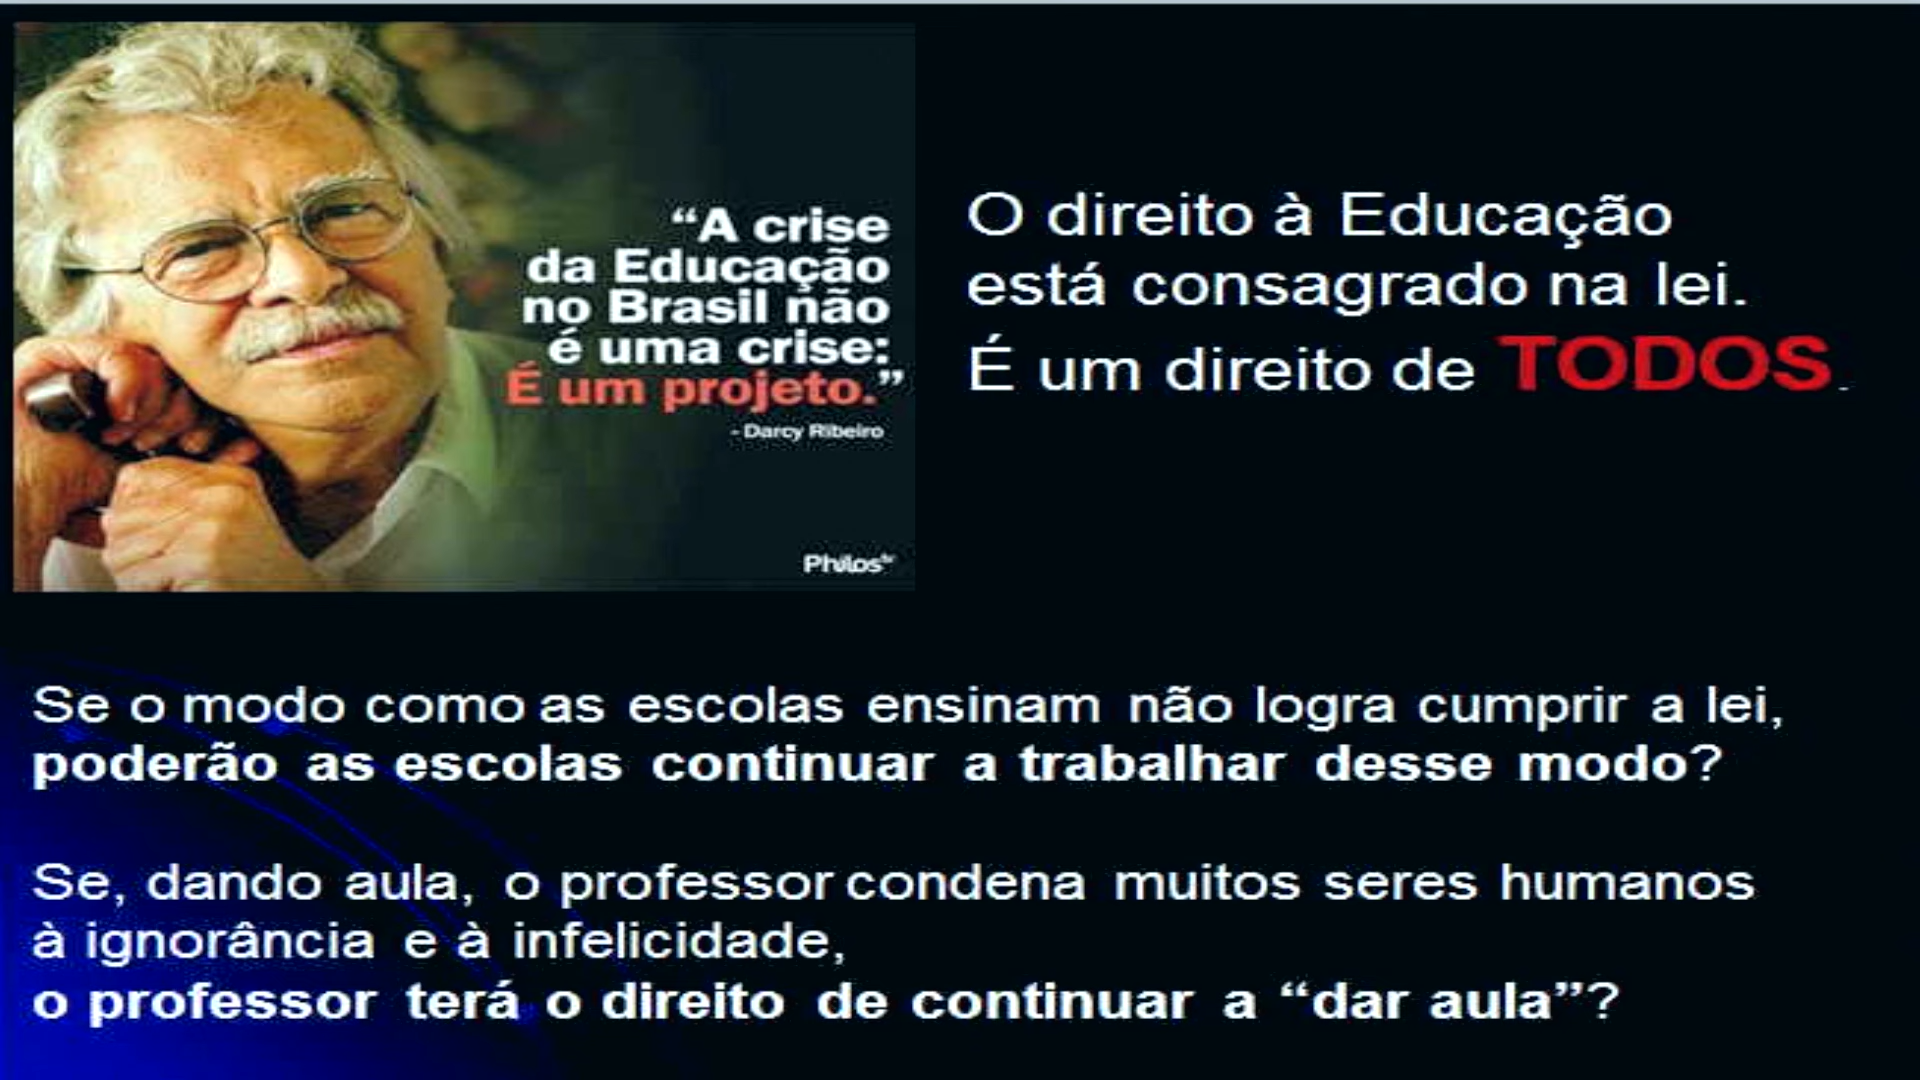 “A crise
da Educação
no Brasil não
é uma crise:
É um projeto.”
- Darcy Ribeiro
Philos
O direito à Educação
está consagrado na lei.
É um direito de TODOS.
Se o modo como as escolas ensinam não logra cumprir a lei,
poderão as escolas continuar a trabalhar desse modo?
Se, dando aula, o professor condena muitos seres humanos
à ignorância e à infelicidade,
o professor terá o direito de continuar a “dar aula”?